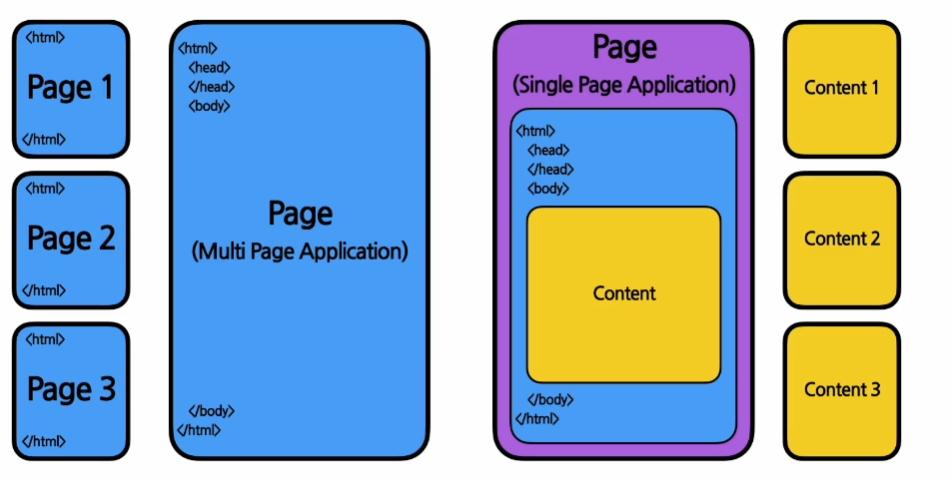 <html>
Page 1
</html>
<html>
Page 2
</html>
<html>
Page 3
</html>
<html>
<head>
</head>
<body>
Page
(Multi Page Application)
</body>
</html>
Page
(Single Page Application)
<html>
<head>
</head>
<body>
Content
</body>
</html>
Content 1
Content 2
Content 3